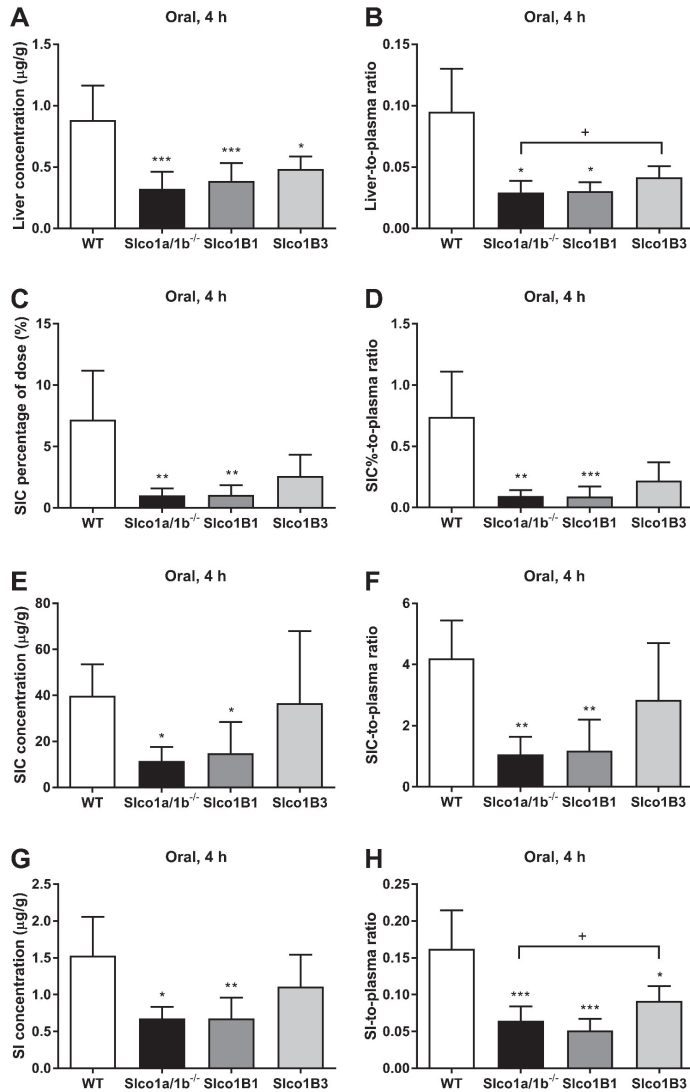 A
Oral, 4 h
Liver concentration (µg/g)
1.5
1.0
0.5
0.0
***
***
*
WT
Slco1a/1b-/-
Slco1B1
Slco1B3
B
Oral, 4 h
Liver-to-plasma ratio
0.15
0.10
0.05
0.00
+
*
*
WT
Slco1a/1b-/-
Slco1B1
Slco1B3
C
Oral, 4 h
SIC percentage of dose (%)
15
10
5
0
**
**
WT
Slco1a/1b-/-
Slco1B1
Slco1B3
D
Oral, 4 h
SIC%-to-plasma ratio
1.5
1.0
0.5
0.0
**
***
WT
Slco1a/1b-/-
Slco1B1
Slco1B3
E
Oral, 4 h
SIC concentration (µg/g)
80
60
40
20
0
*
*
WT
Slco1a/1b-/-
Slco1B1
Slco1B3
F
Oral, 4 h
SIC-to-plasma ratio
6
4
2
0
**
**
WT
Slco1a/1b-/-
Slco1B1
Slco1B3
G
Oral, 4 h
SI concentration (µg/g)
2.5
2.0
1.5
1.0
0.5
0.0
*
**
WT
Slco1a/1b-/-
Slco1B1
Slco1B3
H
Oral, 4 h
SI-to-plasma ratio
0.25
0.20
0.15
0.10
0.05
0.00
+
***
***
*
WT
Slco1a/1b-/-
Slco1B1
Slco1B3